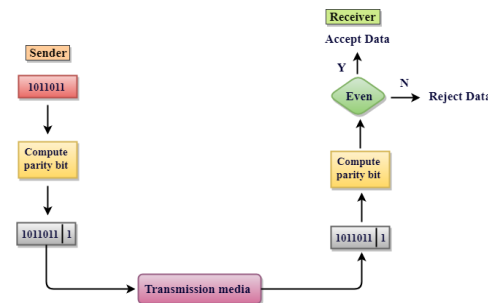 Sender
1011011
Compute
parity bit
1011011 1
Transmission media
Receiver
Accept Data
Y
Even
N
Reject Data
Compute
parity bit
1011011 1